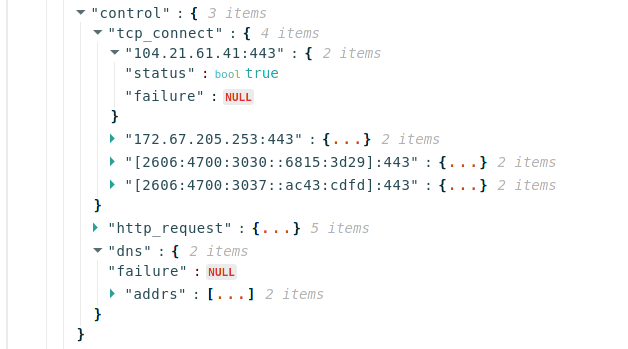 "control" : { 3 items
"tcp_connect" : { 4 items
"104.21.61.41:443" : { 2 items
"status" : bool true
"failure" : NULL
}
"172.67.205.253:443" : {...} 2 items
"[2606:4700:3030::6815:3d29]:443" : {...} 2 items
"[2606:4700:3037::ac43:cdfd]:443" : {...} 2 items
}
"http_request" : {...} 5 items
"dns" : { 2 items
"failure" : NULL
"addrs" : [...] 2 items
}
}